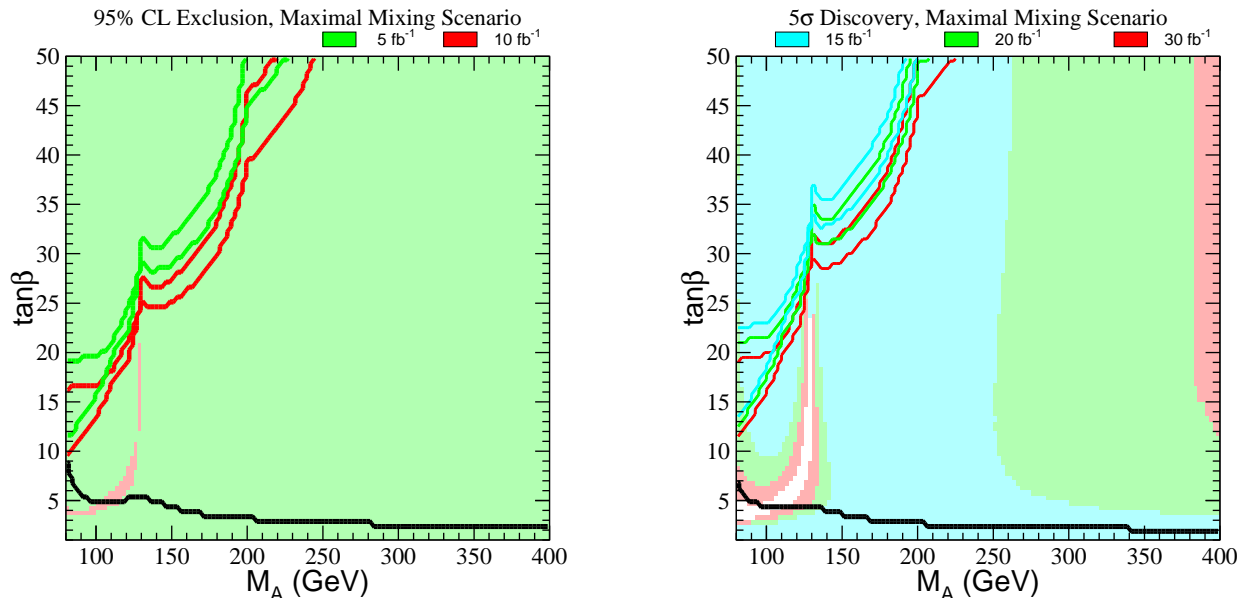 95% CL Exclusion, Maximal Mixing Scenario
5 fb-1 10 fb-1
50
45
40
35
30
25
20
15
10
5
tanβ
100 150 200 250 300 350 400
M_A (GeV)
5σ Discovery, Maximal Mixing Scenario
15 fb-1 20 fb-1 30 fb-1
50
45
40
35
30
25
20
15
10
5
tanβ
100 150 200 250 300 350 400
M_A (GeV)